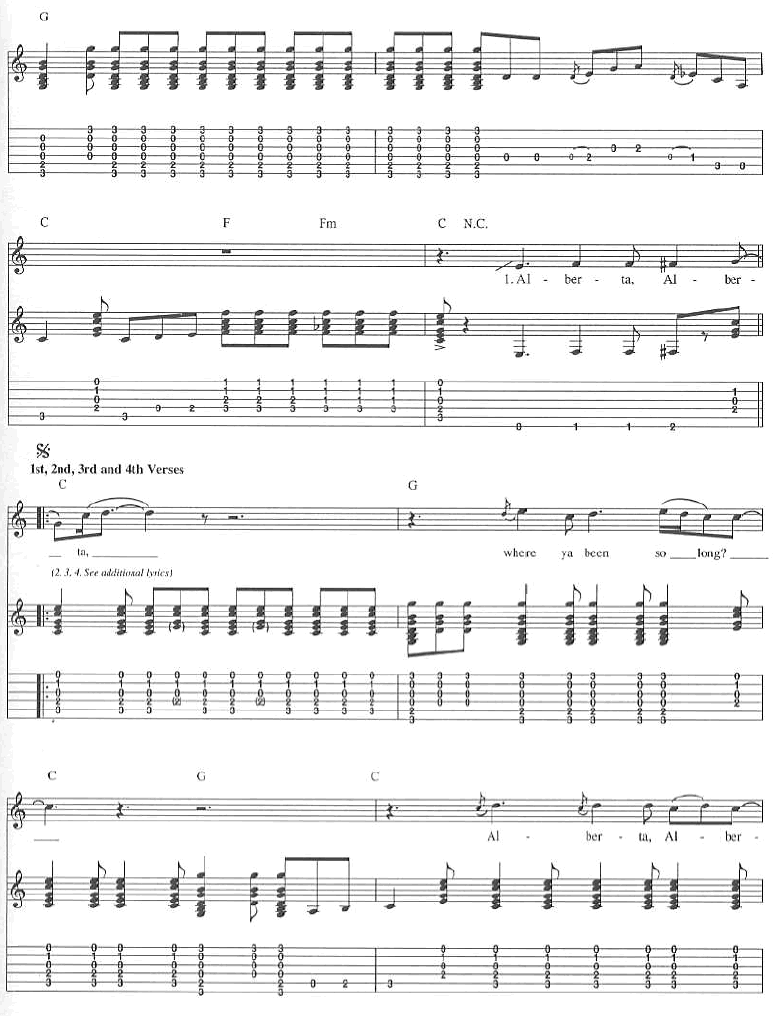 G
C F Fm C N.C.
1. Al - ber - ta, Al - ber -
1st, 2nd, 3rd and 4th Verses
C G
ta, where ya been so long?
(2. 3, 4. See additional lyrics)
C G C
Al - ber - ta, Al - ber -